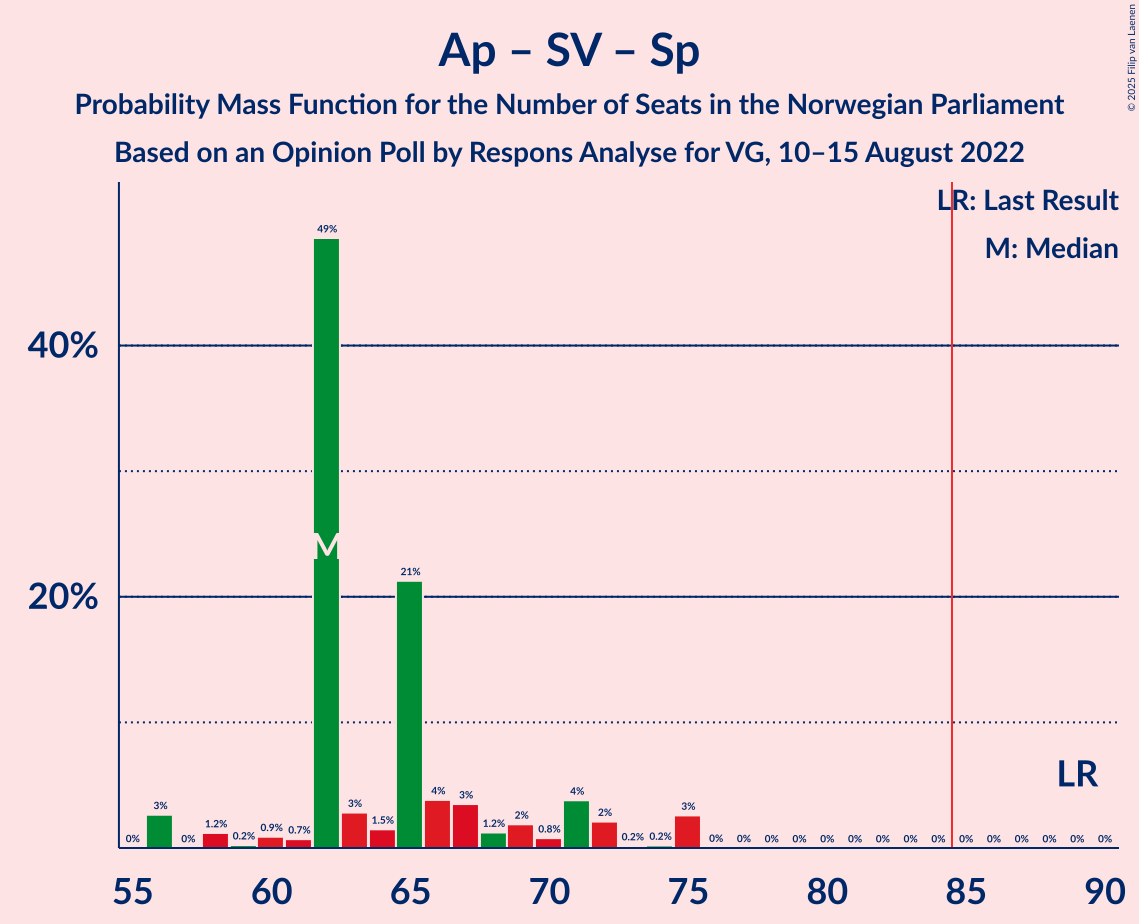 Ap – SV – Sp
Probability Mass Function for the Number of Seats in the Norwegian Parliament
Based on an Opinion Poll by Respons Analyse for VG, 10–15 August 2022
© 2025 Filip van Laenen
LR: Last Result
M: Median
40%
20%
0% 3% 0% 1.2% 0.2% 0.9% 0.7% 49% 3% 1.5% 21% 4% 3% 1.2% 2% 0.8% 4% 2% 0.2% 0.2% 3% 0% 0% 0% 0% 0% 0% 0% 0% 0% 0% 0% 0% 0% 0% 0%
M
LR
55 60 65 70 75 80 85 90